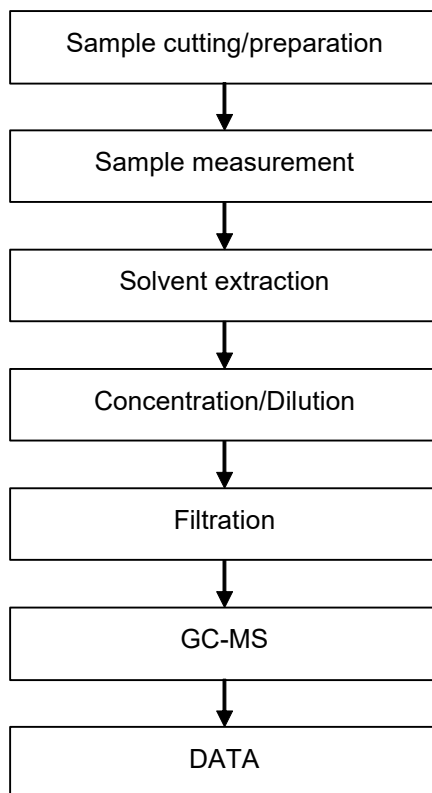 Sample cutting/preparation
Sample measurement
Solvent extraction
Concentration/Dilution
Filtration
GC-MS
DATA